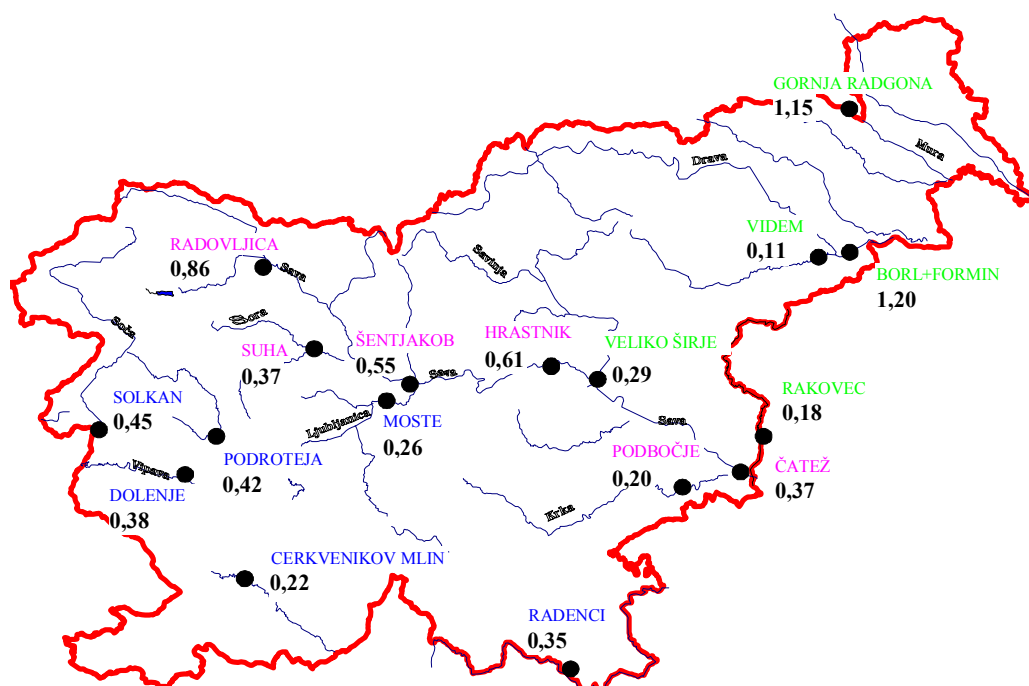 GORNJA RADGONA
1,15
Mura
Drava
VIDEM
0,11
BORL+FORMIN
1,20
RADOVLJICA
0,86
Sava
Savinja
Sora
Soča
SUHA
0,37
ŠENTJAKOB
0,55
Sava
HRASTNIK
0,61
VELIKO ŠIRJE
0,29
SOLKAN
0,45
Ljubljanica
MOSTE
0,26
Sava
RAKOVEC
0,18
PODROTEJA
0,42
Vipava
DOLENJE
0,38
PODBOČJE
0,20
ČATEŽ
0,37
Krka
CERKVENIKOV MLIN
0,22
RADENCI
0,35